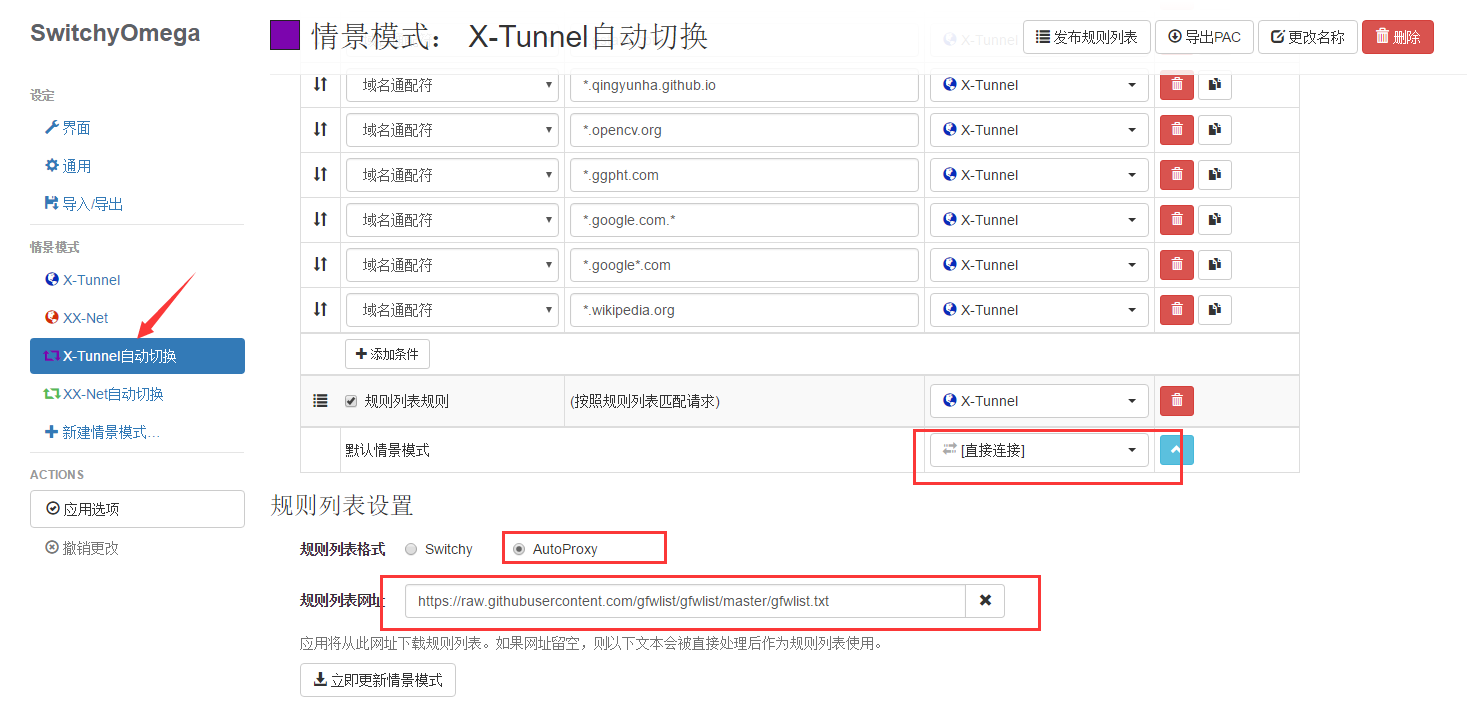 SwitchyOmega
设定
界面
通用
导入/导出
情景模式
X-Tunnel
XX-Net
X-Tunnel自动切换
XX-Net自动切换
新建情景模式...
ACTIONS
应用选项
撤销更改
情景模式： X-Tunnel自动切换
X-Tunnel
发布规则列表
导出PAC
更改名称
删除
域名通配符 *.qingyunha.github.io X-Tunnel
域名通配符 *.opencv.org X-Tunnel
域名通配符 *.ggpht.com X-Tunnel
域名通配符 *.google.com.* X-Tunnel
域名通配符 *.google*.com X-Tunnel
域名通配符 *.wikipedia.org X-Tunnel
添加条件
规则列表规则 (按照规则列表匹配请求) X-Tunnel
默认情景模式 [直接连接]
规则列表设置
规则列表格式 Switchy AutoProxy
规则列表网址 https://raw.githubusercontent.com/gfwlist/gfwlist/master/gfwlist.txt
应用将从此网址下载规则列表。如果网址留空，则以下文本会被直接处理后作为规则列表使用。
立即更新情景模式